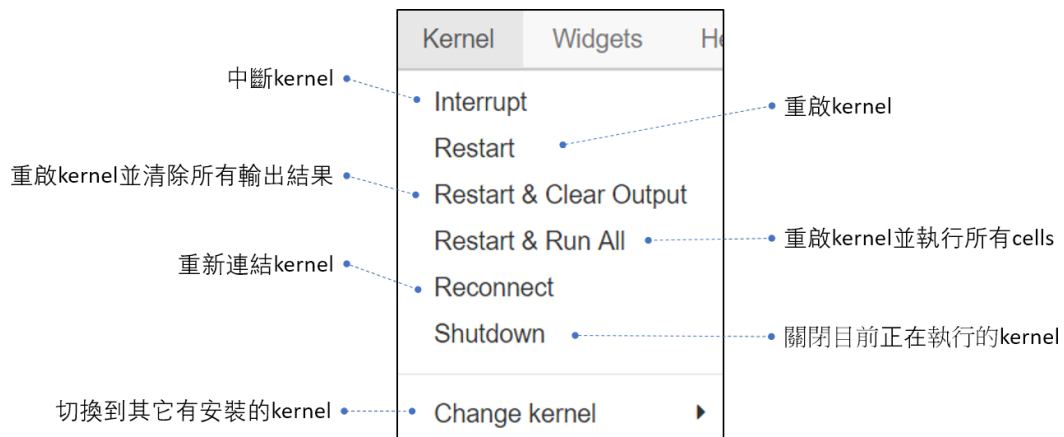 Kernel Widgets He
中斷kernel
Interrupt
重啟kernel
Restart
重啟kernel並清除所有輸出結果
Restart & Clear Output
Restart & Run All
重啟kernel並執行所有cells
重新連結kernel
Reconnect
Shutdown
關閉目前正在執行的kernel
切換到其它有安裝的kernel
Change kernel